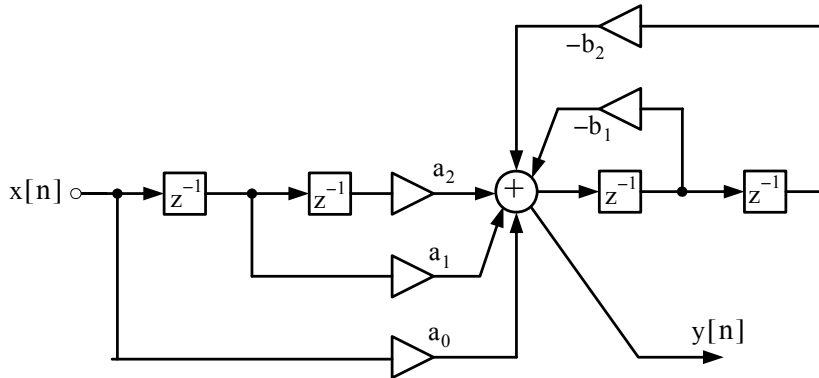 −b₂
−b₁
x[n] z⁻¹ z⁻¹ a₂ + z⁻¹ z⁻¹
a₁
a₀ y[n]